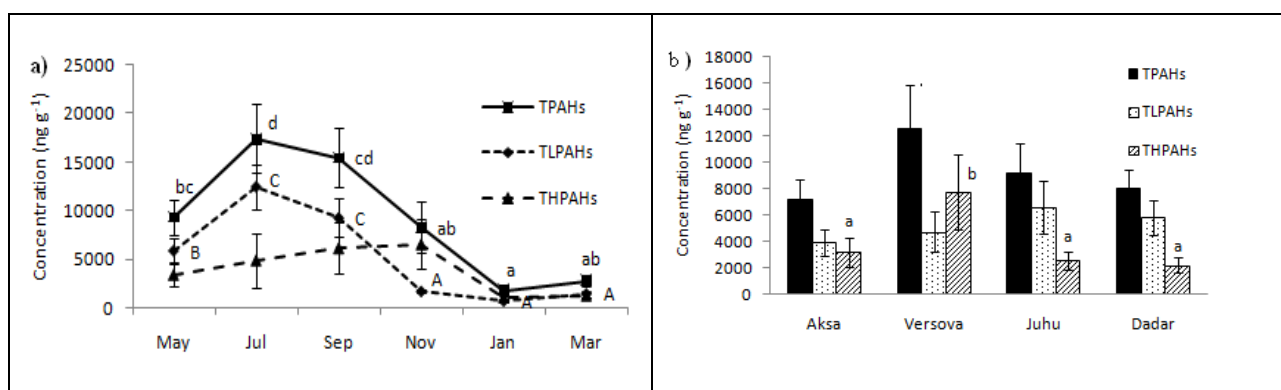 a)
Concentration (ng g⁻¹)
25000
20000
15000
10000
5000
0
May Jul Sep Nov Jan Mar
TPAHs
TLPAHs
THPAHs
bc
d
cd
ab
a
ab
B
C
C
A
A
A
b )
Concentration (ng g⁻¹)
18000
16000
14000
12000
10000
8000
6000
4000
2000
0
Aksa Versova Juhu Dadar
TPAHs
TLPAHs
THPAHs
a
b
a
a